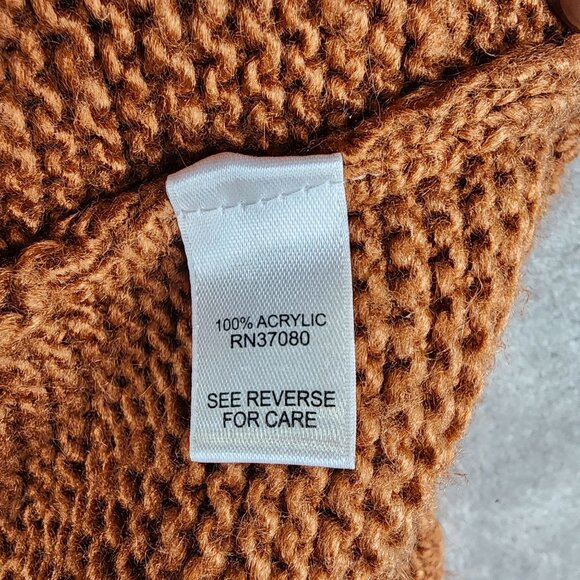 100% ACRYLIC
RN37080
SEE REVERSE
FOR CARE